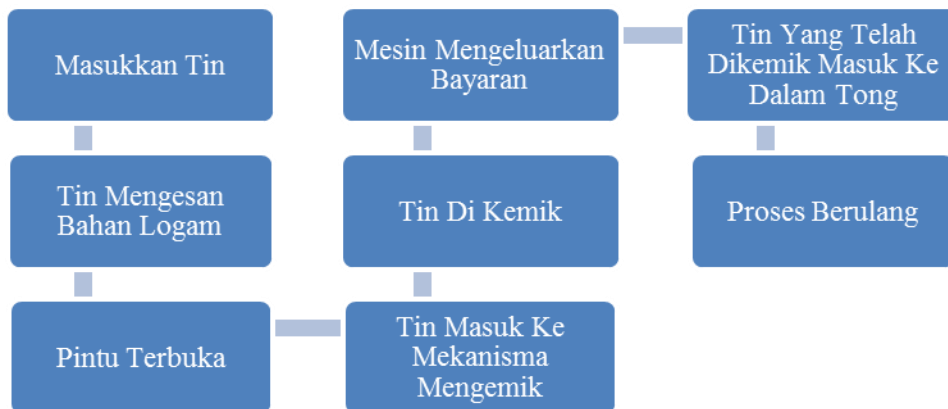 Masukkan Tin
Tin Mengesan
Bahan Logam
Pintu Terbuka
Tin Masuk Ke
Mekanisma
Mengemik
Tin Di Kemik
Mesin Mengeluarkan
Bayaran
Tin Yang Telah
Dikemik Masuk Ke
Dalam Tong
Proses Berulang